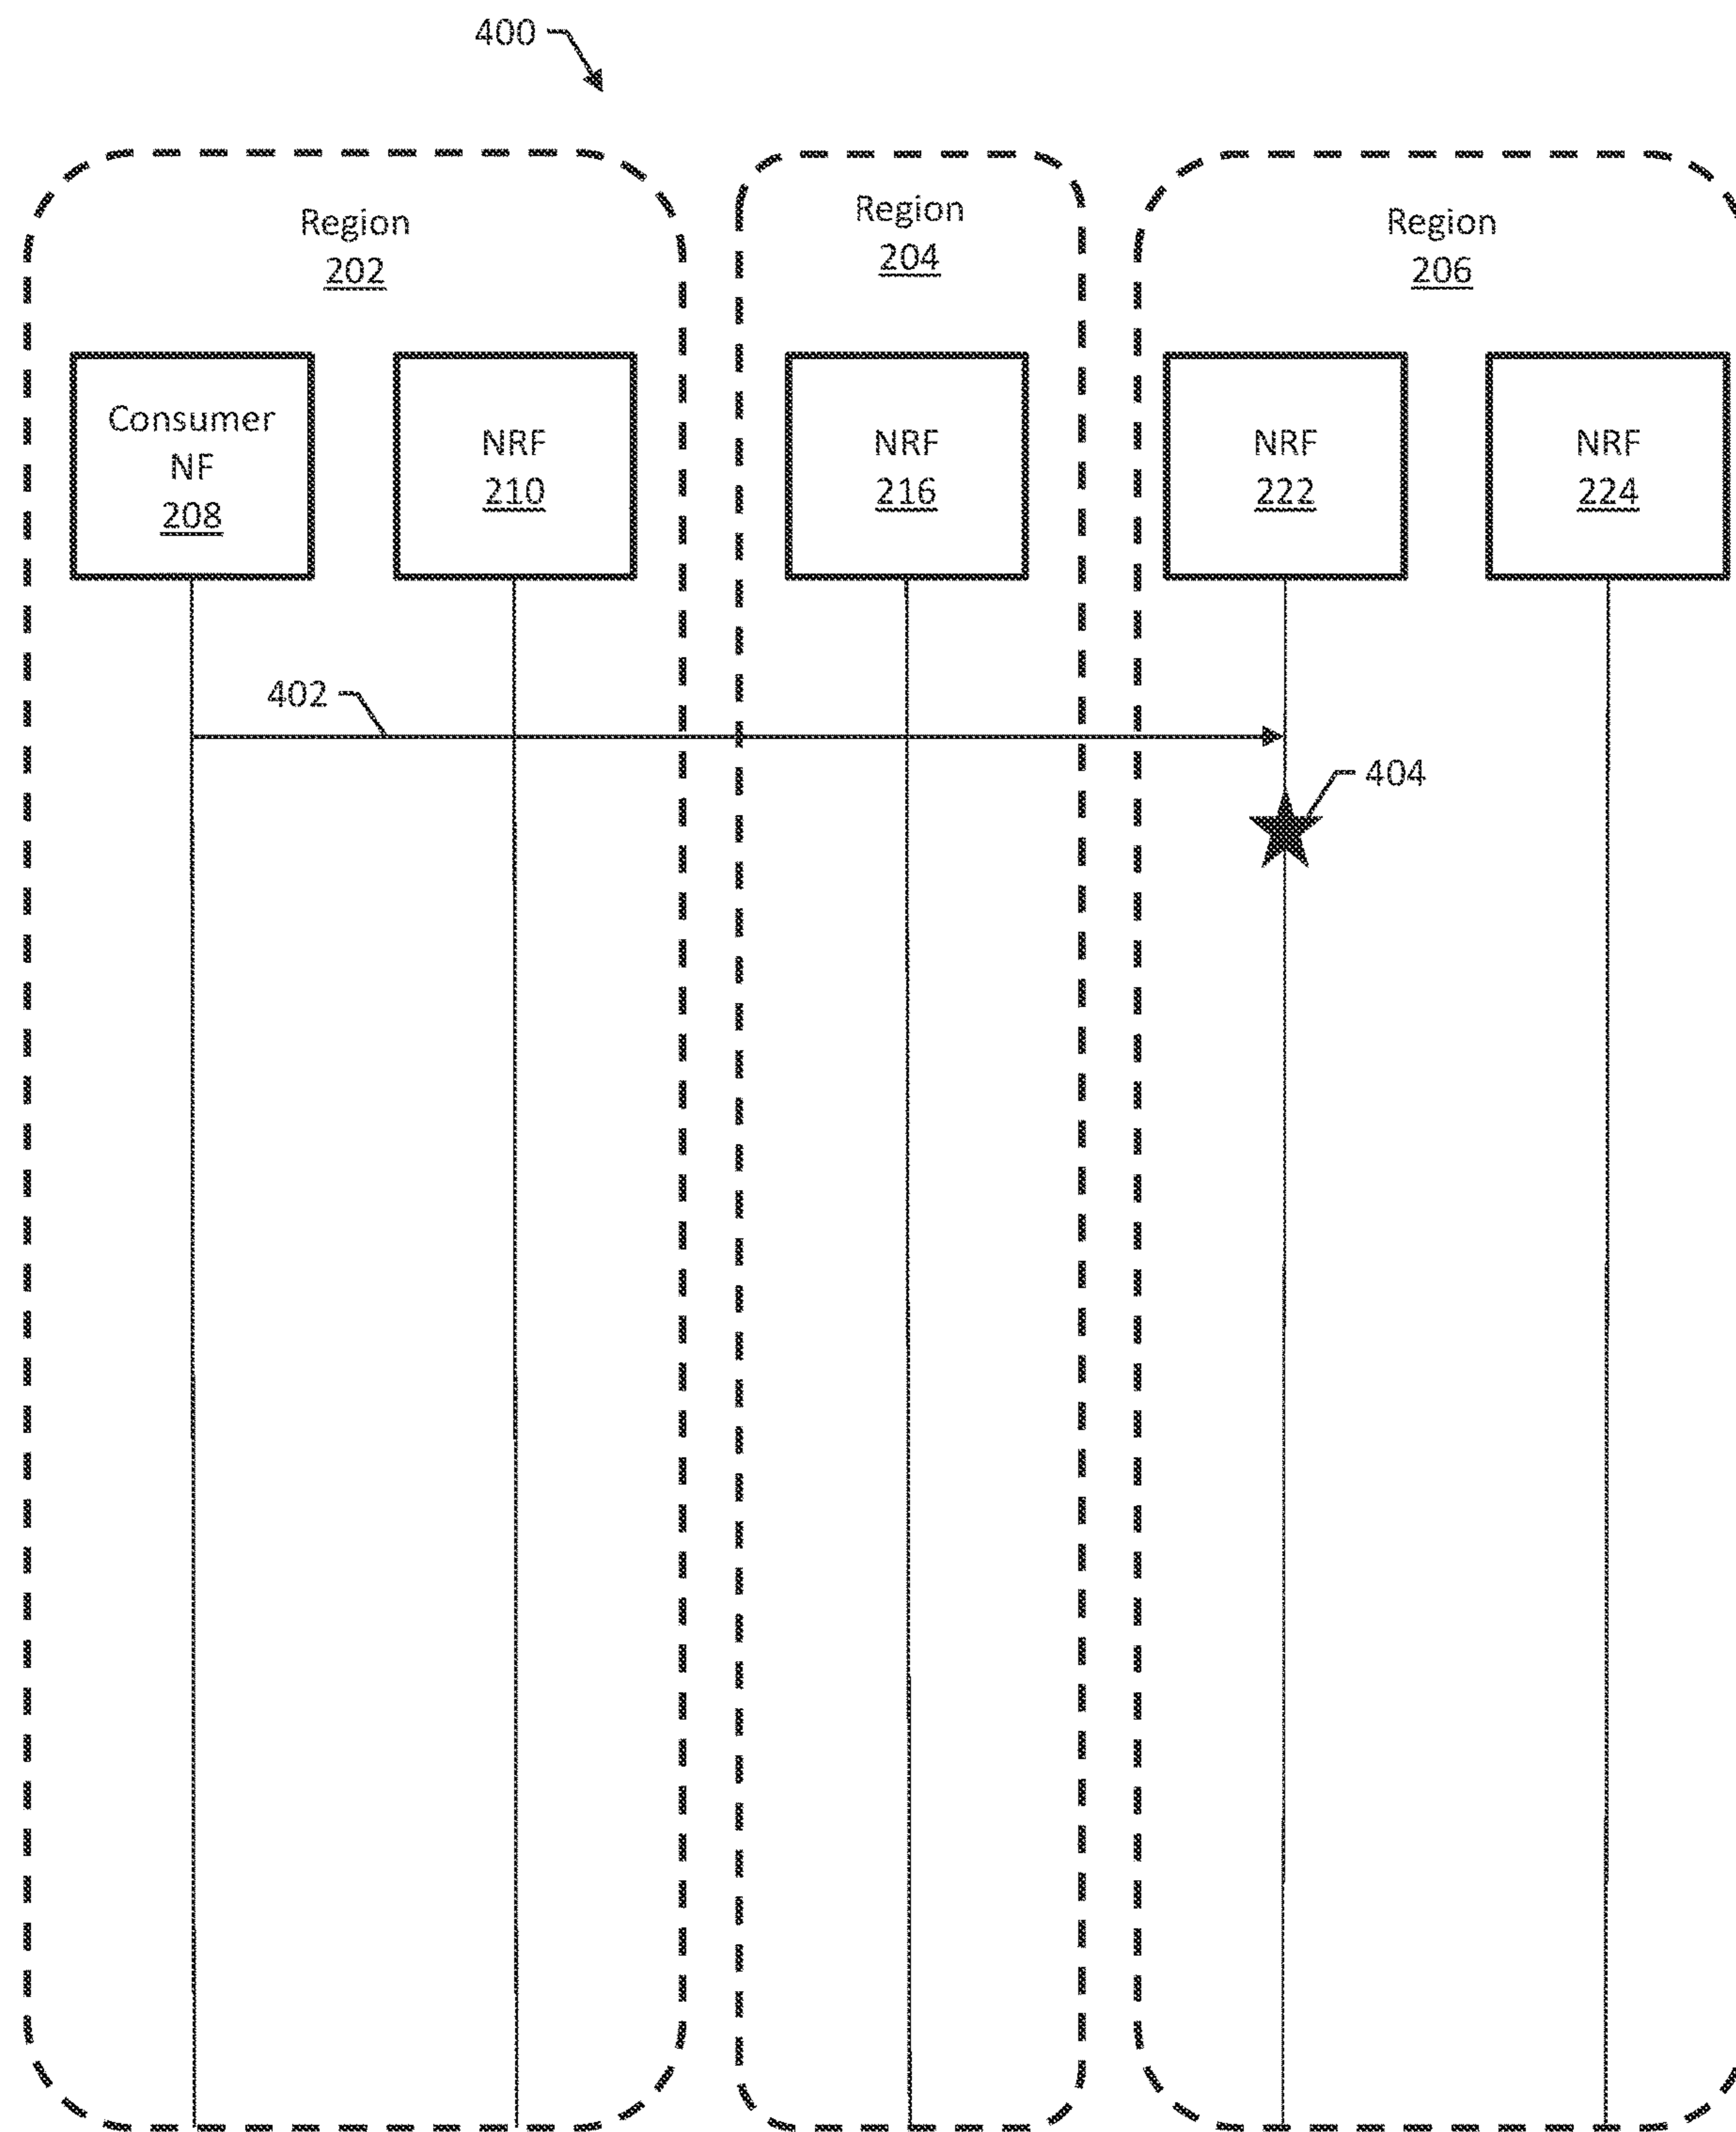 400
Region
202
Region
204
Region
206
Consumer
NF
208
NRF
210
NRF
216
NRF
222
NRF
224
402
404